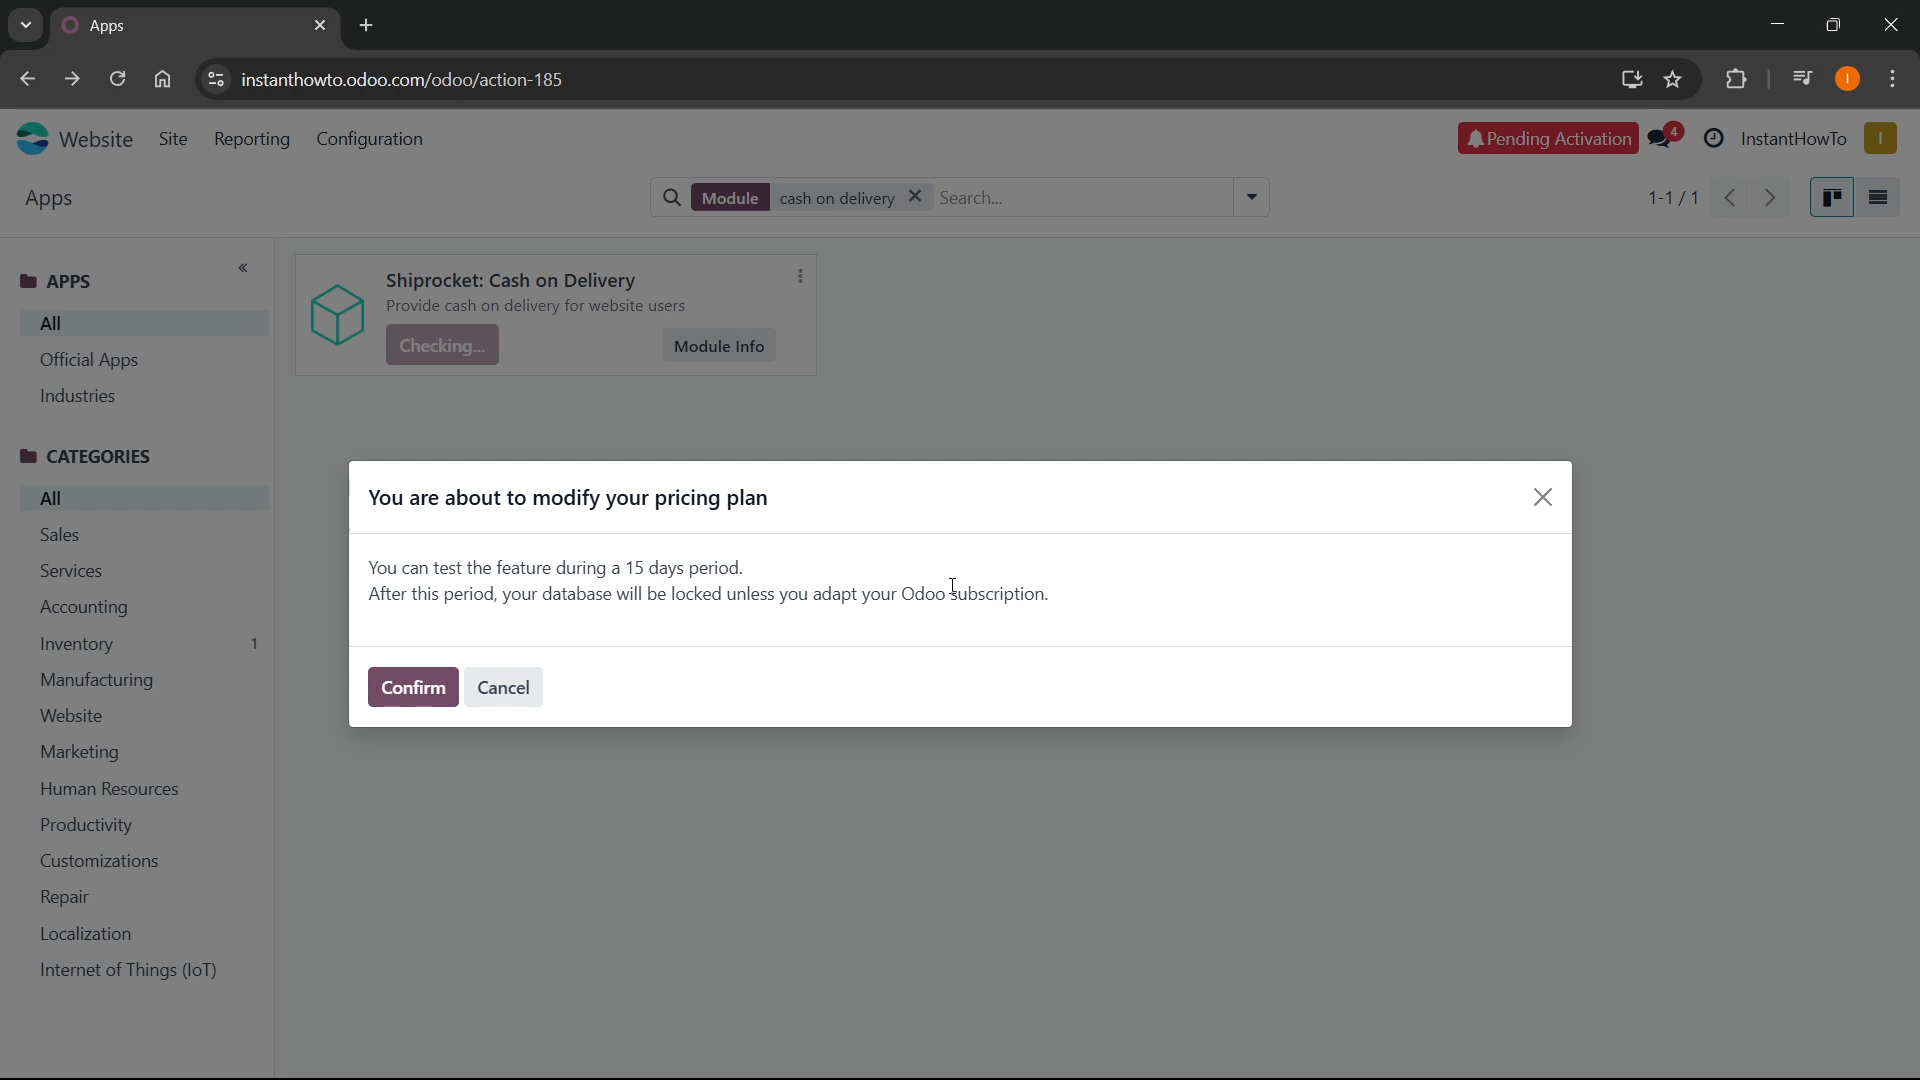 Apps
instanthowto.odoo.com/odoo/action-185
I
Website Site Reporting Configuration
Pending Activation 4 InstantHowTo I
Apps
Module cash on delivery Search...
1-1 / 1
APPS
All
Official Apps
Industries
CATEGORIES
All
Sales
Services
Accounting
Inventory 1
Manufacturing
Website
Marketing
Human Resources
Productivity
Customizations
Repair
Localization
Internet of Things (IoT)
Shiprocket: Cash on Delivery
Provide cash on delivery for website users
Checking... Module Info
You are about to modify your pricing plan
You can test the feature during a 15 days period.
After this period, your database will be locked unless you adapt your Odoo subscription.
Confirm Cancel